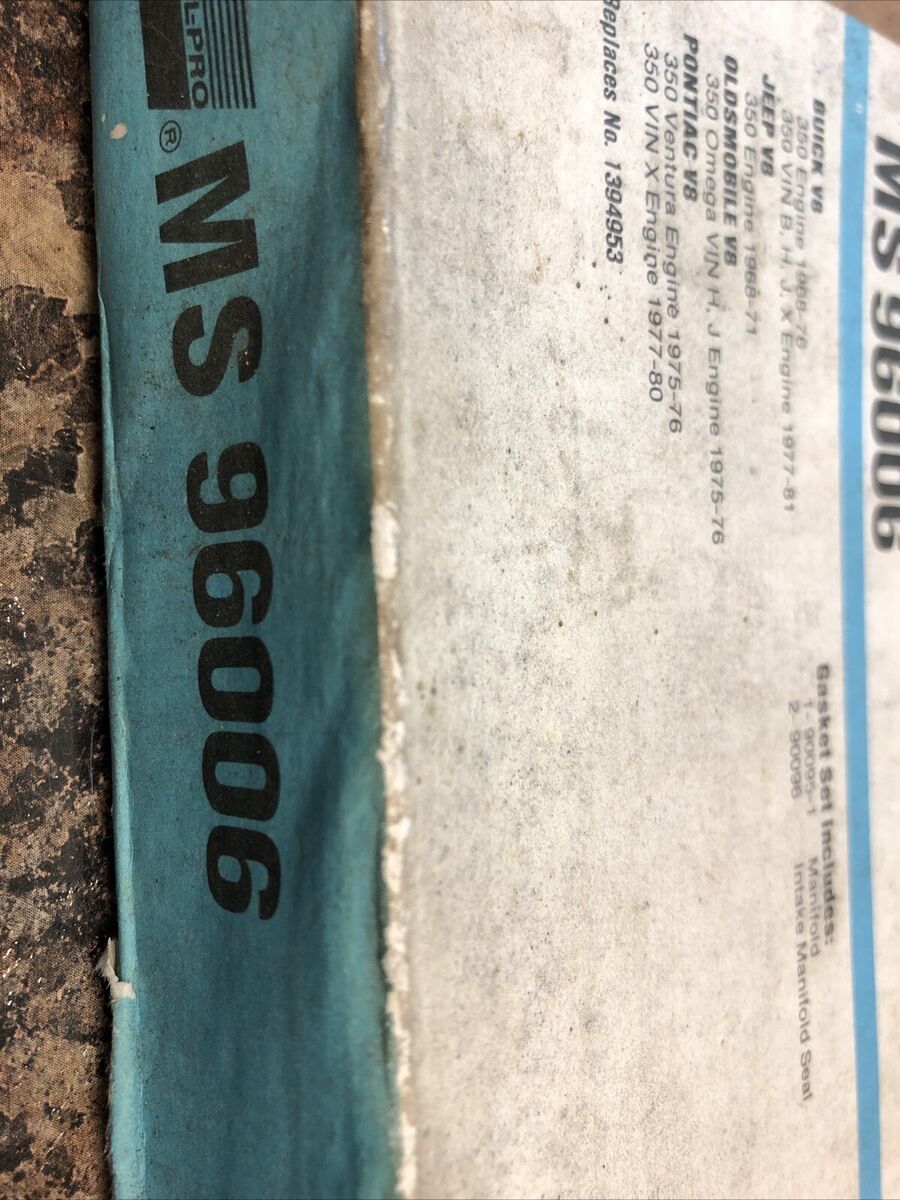 L-PRO
®
MS 96006
MS 96006
BUICK V8
350 Engine 1968-76
350 VIN B, H, J, X Engine 1977-81
JEEP V8
350 Engine 1968-71
OLDSMOBILE V8
350 Omega VIN H, J Engine 1975-76
PONTIAC V8
350 Ventura Engine 1975-76
350 VIN X Engine 1977-80
Replaces No. 1394953
Gasket Set Includes:
1- 90095-1 Manifold
2- 90096 Intake Manifold Seal